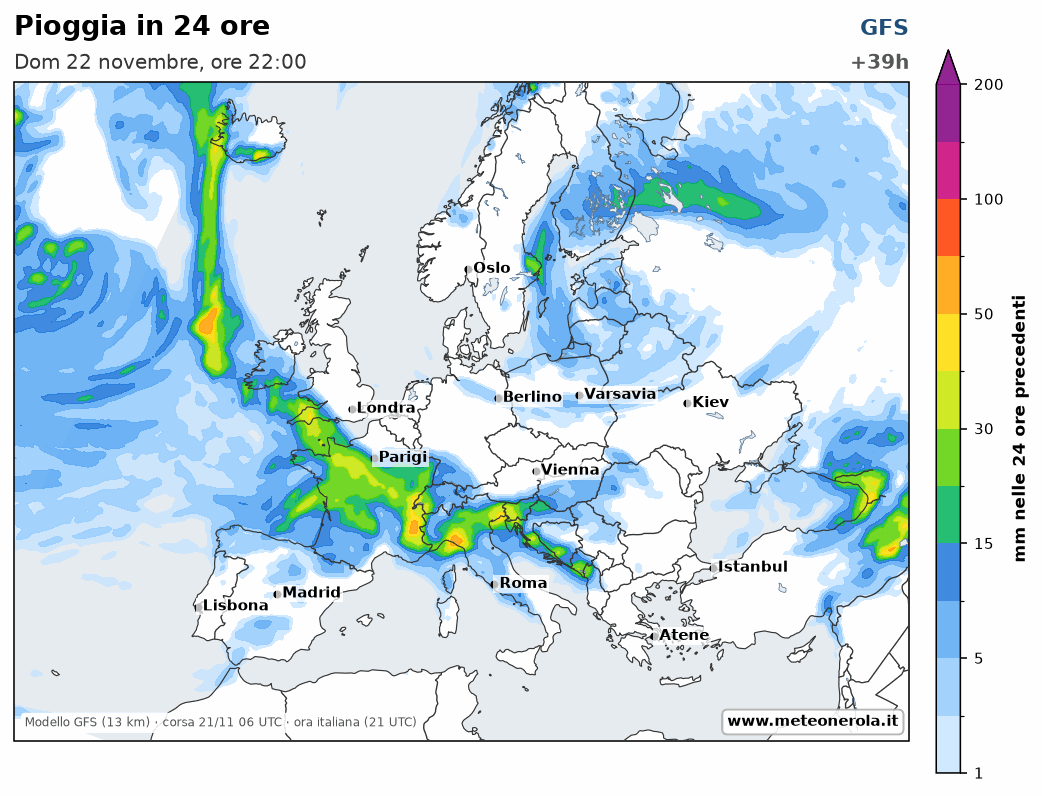 Pioggia in 24 ore
GFS
Dom 22 novembre, ore 22:00
+39h
200
100
50
30
15
5
1
mm nelle 24 ore precedenti
Oslo
Londra
Berlino
Varsavia
Kiev
Parigi
Vienna
Istanbul
Roma
Madrid
Lisbona
Atene
Modello GFS (13 km) · corsa 21/11 06 UTC · ora italiana (21 UTC)
www.meteonerola.it